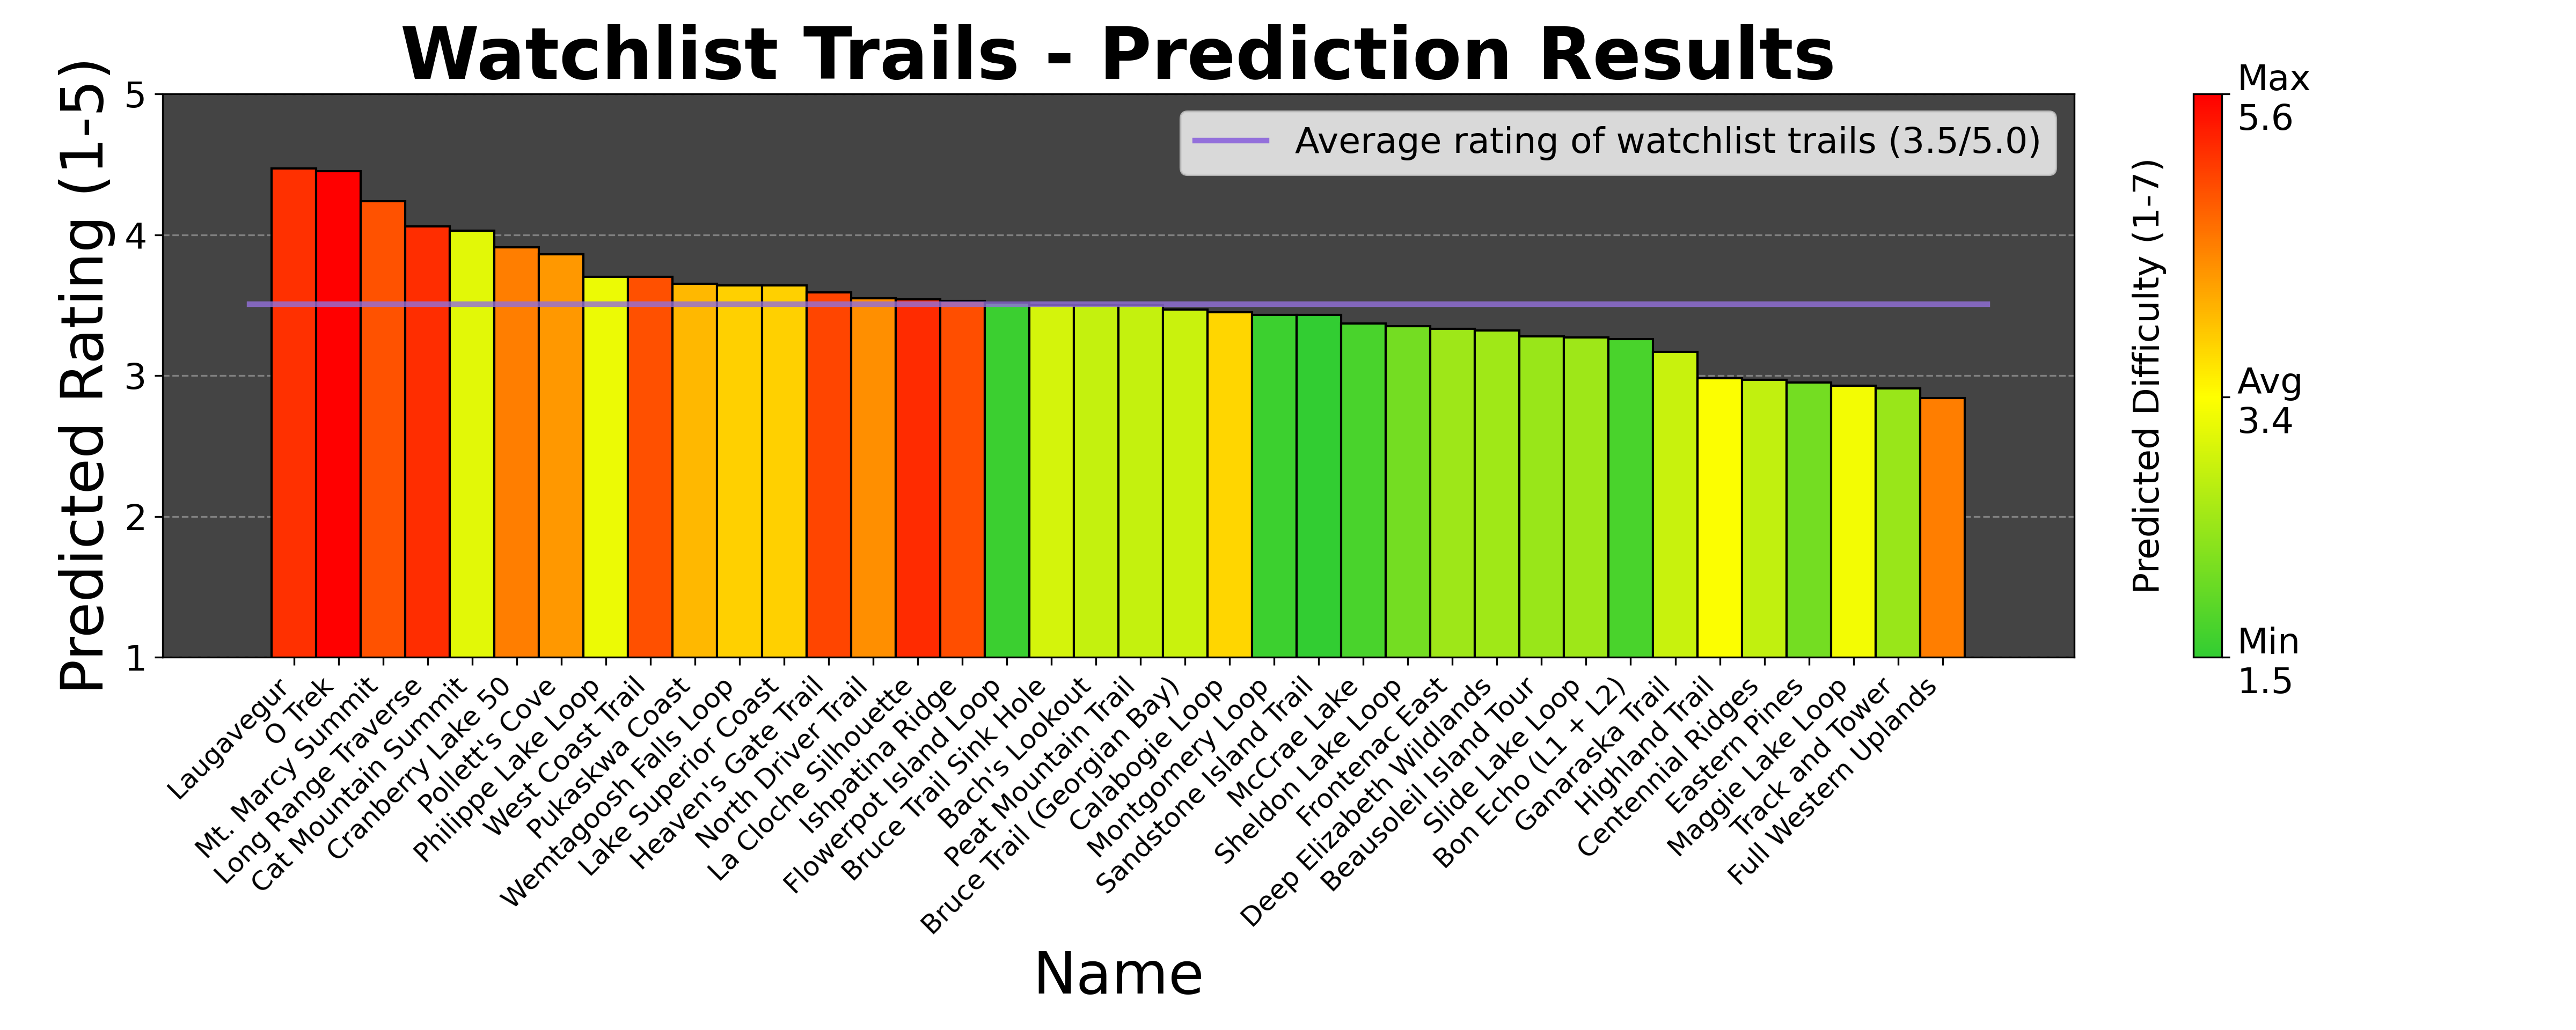 Watchlist Trails - Prediction Results
Predicted Rating (1-5)
5
4
3
2
1
Average rating of watchlist trails (3.5/5.0)
Laugavegur
O Trek
Mt. Marcy Summit
Long Range Traverse
Cat Mountain Summit
Cranberry Lake 50
Pollett's Cove
Philippe Lake Loop
West Coast Trail
Pukaskwa Coast
Wemtagoosh Falls Loop
Lake Superior Coast
Heaven's Gate Trail
North Driver Trail
La Cloche Silhouette
Ishpatina Ridge
Flowerpot Island Loop
Bruce Trail Sink Hole
Bach's Lookout
Peat Mountain Trail
Bruce Trail (Georgian Bay)
Calabogie Loop
Montgomery Loop
Sandstone Island Trail
McCrae Lake
Sheldon Lake Loop
Frontenac East
Deep Elizabeth Wildlands
Beausoleil Island Tour
Slide Lake Loop
Bon Echo (L1 + L2)
Ganaraska Trail
Highland Trail
Centennial Ridges
Eastern Pines
Maggie Lake Loop
Track and Tower
Full Western Uplands
Name
Predicted Difficulty (1-7)
Max
5.6
Avg
3.4
Min
1.5